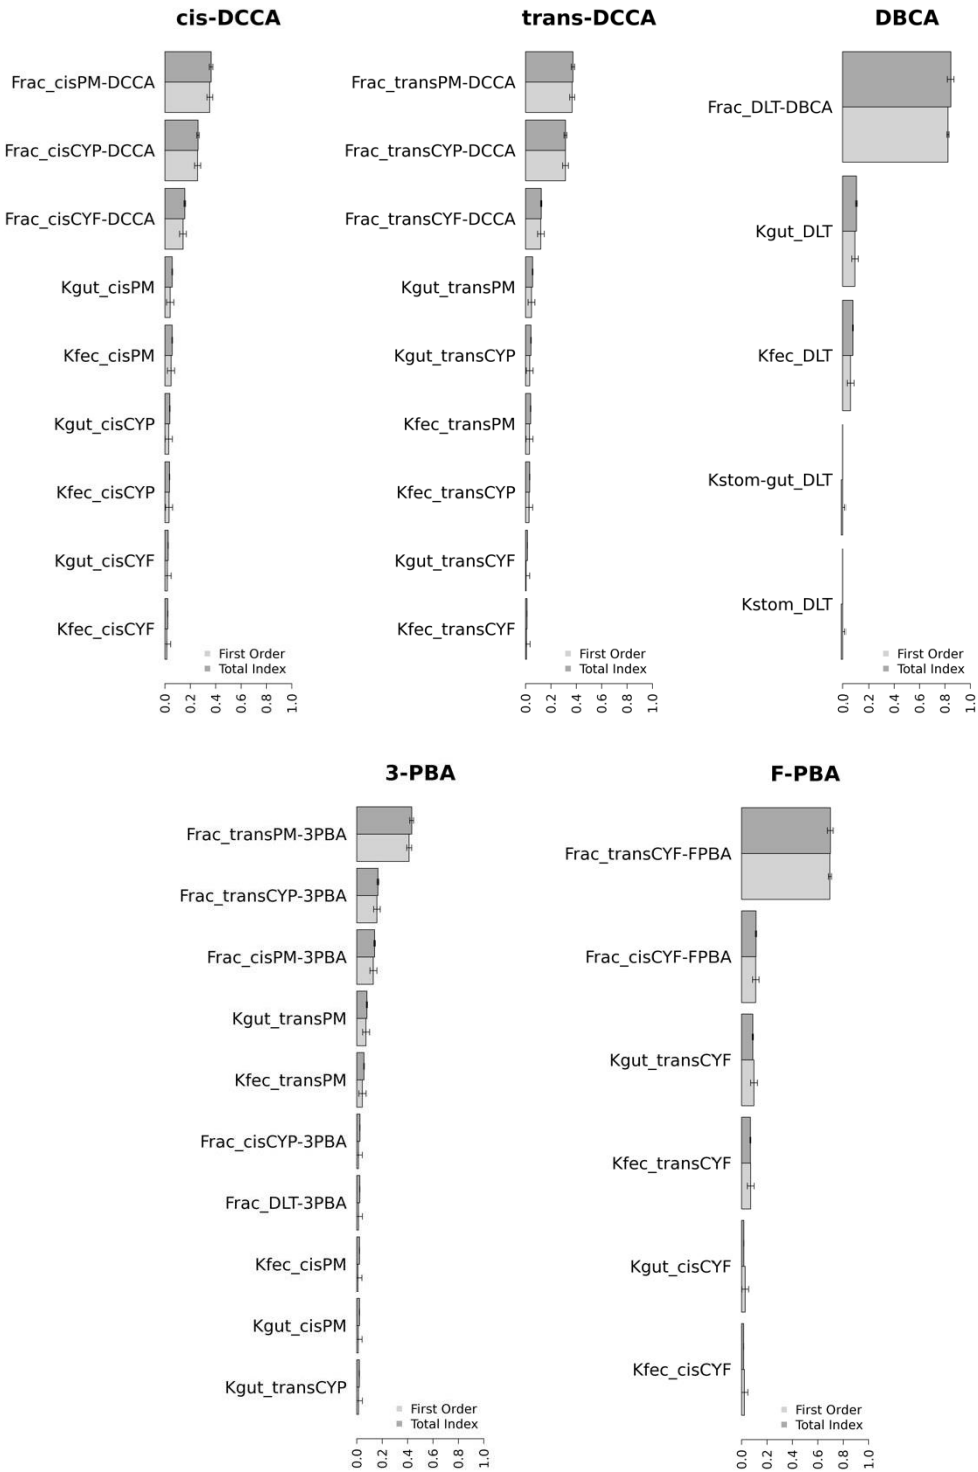 cis-DCCA
Frac_cisPM-DCCA
Frac_cisCYP-DCCA
Frac_cisCYF-DCCA
Kgut_cisPM
Kfec_cisPM
Kgut_cisCYP
Kfec_cisCYP
Kgut_cisCYF
Kfec_cisCYF
First Order
Total Index
0.0 0.2 0.4 0.6 0.8 1.0
trans-DCCA
Frac_transPM-DCCA
Frac_transCYP-DCCA
Frac_transCYF-DCCA
Kgut_transPM
Kgut_transCYP
Kfec_transPM
Kfec_transCYP
Kgut_transCYF
Kfec_transCYF
First Order
Total Index
0.0 0.2 0.4 0.6 0.8 1.0
DBCA
Frac_DLT-DBCA
Kgut_DLT
Kfec_DLT
Kstom-gut_DLT
Kstom_DLT
First Order
Total Index
0.0 0.2 0.4 0.6 0.8 1.0
3-PBA
Frac_transPM-3PBA
Frac_transCYP-3PBA
Frac_cisPM-3PBA
Kgut_transPM
Kfec_transPM
Frac_cisCYP-3PBA
Frac_DLT-3PBA
Kfec_cisPM
Kgut_cisPM
Kgut_transCYP
First Order
Total Index
0.0 0.2 0.4 0.6 0.8 1.0
F-PBA
Frac_transCYF-FPBA
Frac_cisCYF-FPBA
Kgut_transCYF
Kfec_transCYF
Kgut_cisCYF
Kfec_cisCYF
First Order
Total Index
0.0 0.2 0.4 0.6 0.8 1.0